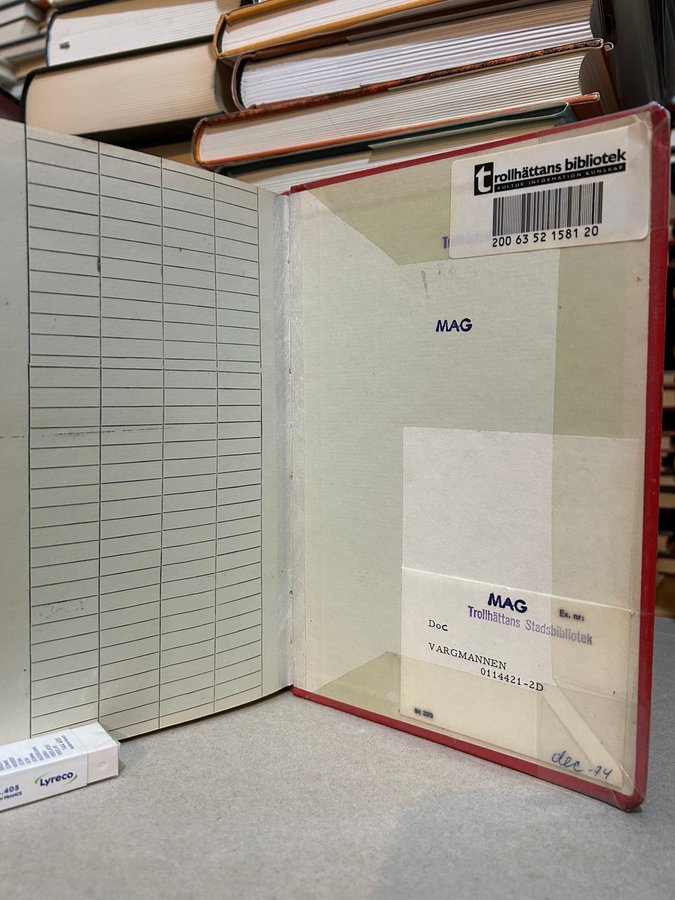 trollhättans bibliotek
KULTUR INFORMATION KUNSKAP
200 63 52 1581 20
MAG
MAG
Ex. nr:
Trollhättans Stadsbibliotek
Doc
VARGMANNEN
0114421-2D
dec -74
Lyreco